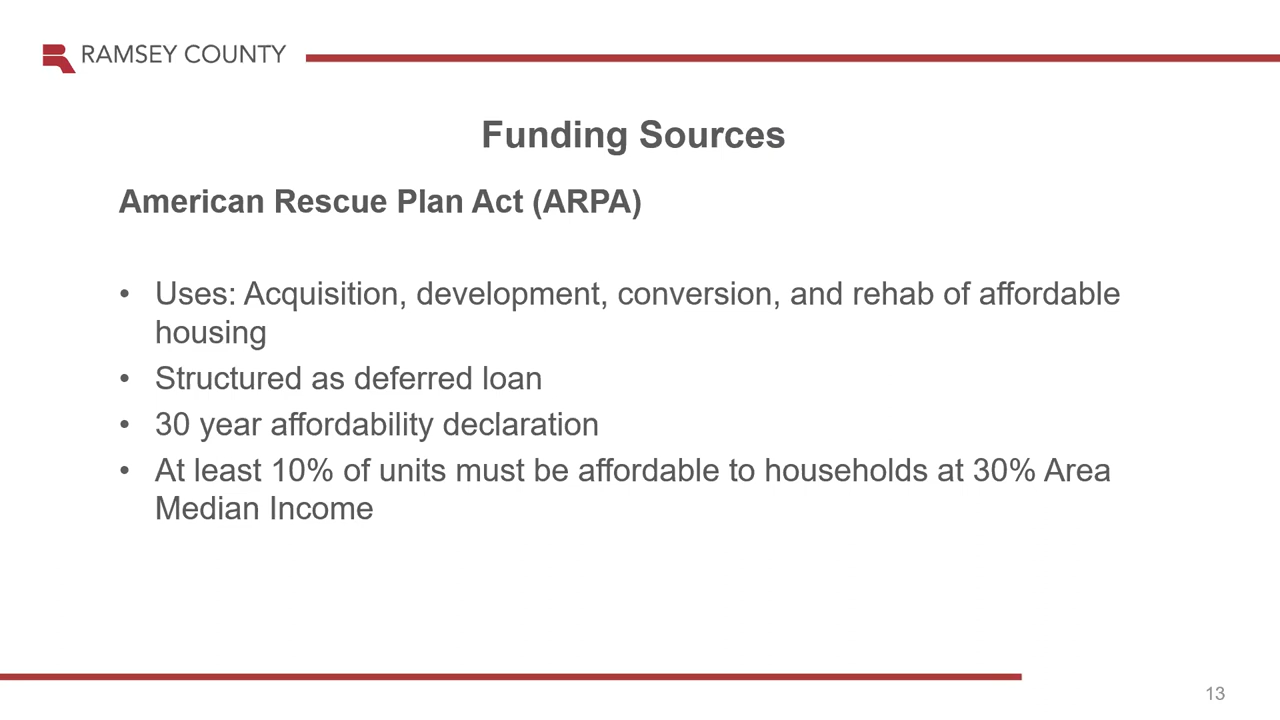 RAMSEY COUNTY
Funding Sources
American Rescue Plan Act (ARPA)
• Uses: Acquisition, development, conversion, and rehab of affordable
housing
• Structured as deferred loan
• 30 year affordability declaration
• At least 10% of units must be affordable to households at 30% Area
Median Income
13